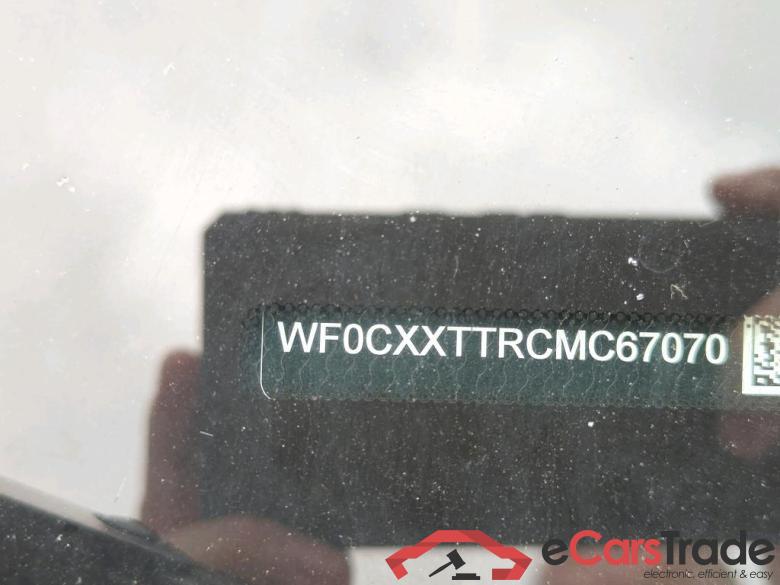 WF0CXXTTRCMC67070
eCarsTrade
electronic, efficient & easy